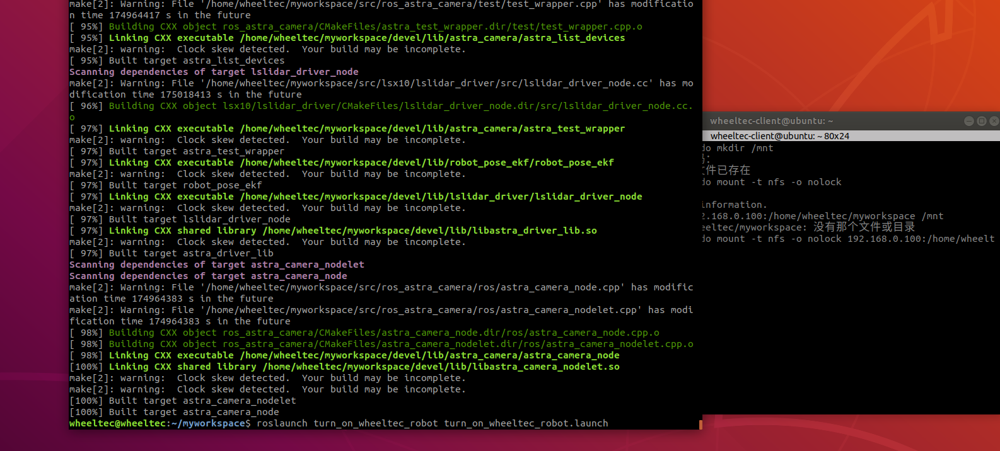 make[2]: Warning: File '/home/wheeltec/myworkspace/src/ros_astra_camera/test/test_wrapper.cpp' has modificatio
n time 174964417 s in the future
[ 95%] Building CXX object ros_astra_camera/CMakeFiles/astra_test_wrapper.dir/test/test_wrapper.cpp.o
[ 95%] Linking CXX executable /home/wheeltec/myworkspace/devel/lib/astra_camera/astra_list_devices
make[2]: warning:  Clock skew detected.  Your build may be incomplete.
[ 95%] Built target astra_list_devices
Scanning dependencies of target lslidar_driver_node
make[2]: Warning: File '/home/wheeltec/myworkspace/src/lsx10/lslidar_driver/src/lslidar_driver_node.cc' has mo
dification time 175018413 s in the future
[ 96%] Building CXX object lsx10/lslidar_driver/CMakeFiles/lslidar_driver_node.dir/src/lslidar_driver_node.cc.
o
[ 97%] Linking CXX executable /home/wheeltec/myworkspace/devel/lib/astra_camera/astra_test_wrapper
make[2]: warning:  Clock skew detected.  Your build may be incomplete.
[ 97%] Built target astra_test_wrapper
[ 97%] Linking CXX executable /home/wheeltec/myworkspace/devel/lib/robot_pose_ekf/robot_pose_ekf
make[2]: warning:  Clock skew detected.  Your build may be incomplete.
[ 97%] Built target robot_pose_ekf
[ 97%] Linking CXX executable /home/wheeltec/myworkspace/devel/lib/lslidar_driver/lslidar_driver_node
make[2]: warning:  Clock skew detected.  Your build may be incomplete.
[ 97%] Built target lslidar_driver_node
[ 97%] Linking CXX shared library /home/wheeltec/myworkspace/devel/lib/libastra_driver_lib.so
make[2]: warning:  Clock skew detected.  Your build may be incomplete.
[ 97%] Built target astra_driver_lib
Scanning dependencies of target astra_camera_nodelet
Scanning dependencies of target astra_camera_node
make[2]: Warning: File '/home/wheeltec/myworkspace/src/ros_astra_camera/ros/astra_camera_node.cpp' has modific
ation time 174964383 s in the future
make[2]: Warning: File '/home/wheeltec/myworkspace/src/ros_astra_camera/ros/astra_camera_nodelet.cpp' has modi
fication time 174964383 s in the future
[ 98%] Building CXX object ros_astra_camera/CMakeFiles/astra_camera_node.dir/ros/astra_camera_node.cpp.o
[ 98%] Building CXX object ros_astra_camera/CMakeFiles/astra_camera_nodelet.dir/ros/astra_camera_nodelet.cpp.o
[ 98%] Linking CXX executable /home/wheeltec/myworkspace/devel/lib/astra_camera/astra_camera_node
[100%] Linking CXX shared library /home/wheeltec/myworkspace/devel/lib/libastra_camera_nodelet.so
make[2]: warning:  Clock skew detected.  Your build may be incomplete.
make[2]: warning:  Clock skew detected.  Your build may be incomplete.
[100%] Built target astra_camera_nodelet
[100%] Built target astra_camera_node
wheeltec@wheeltec:~/myworkspace$ roslaunch turn_on_wheeltec_robot turn_on_wheeltec_robot.launch
wheeltec-client@ubuntu: ~
wheeltec-client@ubuntu: ~ 80x24
do mkdir /mnt
件已存在
do mount -t nfs -o nolock
information.
2.168.0.100:/home/wheeltec/myworkspace /mnt
eeltec/myworkspace: 没有那个文件或目录
do mount -t nfs -o nolock 192.168.0.100:/home/wheelt